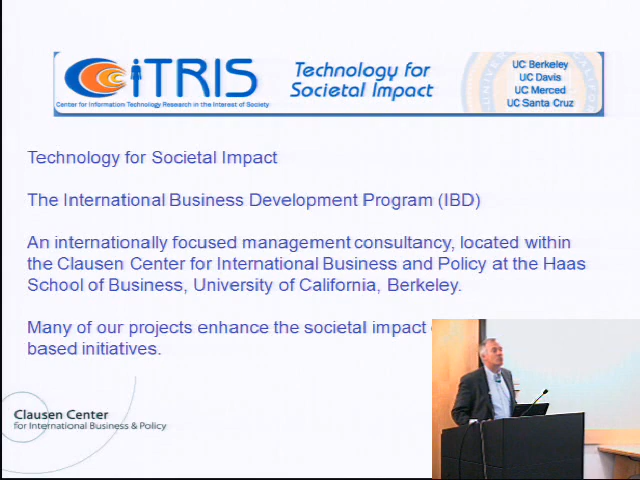 CITRIS
Center for Information Technology Research in the Interest of Society
Technology for
Societal Impact
UC Berkeley
UC Davis
UC Merced
UC Santa Cruz
Technology for Societal Impact
The International Business Development Program (IBD)
An internationally focused management consultancy, located within
the Clausen Center for International Business and Policy at the Haas
School of Business, University of California, Berkeley.
Many of our projects enhance the societal impact
based initiatives.
Clausen Center
for International Business & Policy